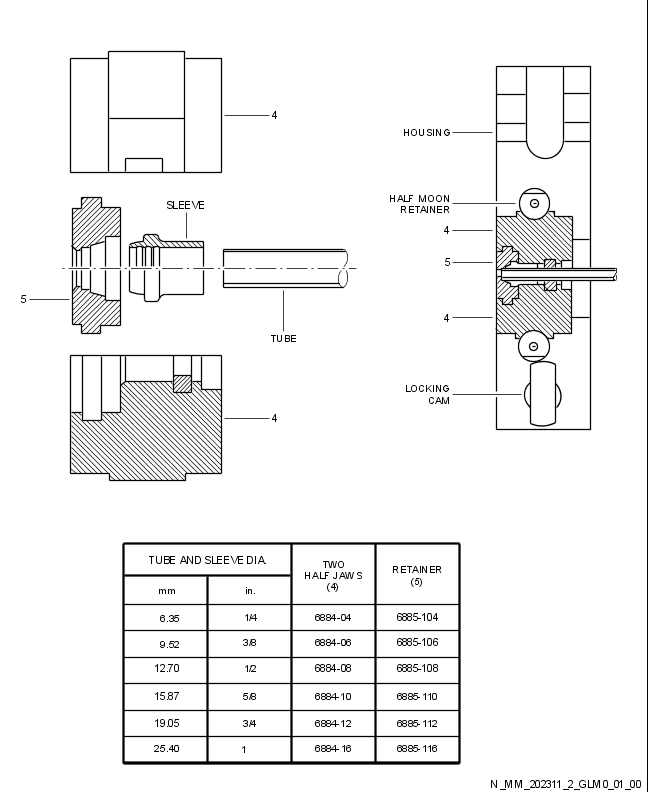 4
HOUSING
HALF MOON
RETAINER
SLEEVE
4
5
5
4
TUBE
LOCKING
CAM
4
TUBE AND SLEEVE DIA. TWO HALF JAWS (4) RETAINER (5)
mm in.
6.35 1/4 6884-04 6885-104
9.52 3/8 6884-06 6885-106
12.70 1/2 6884-08 6885-108
15.87 5/8 6884-10 6885-110
19.05 3/4 6884-12 6885-112
25.40 1 6884-16 6885-116
N_MM_202311_2_GLM0_01_00